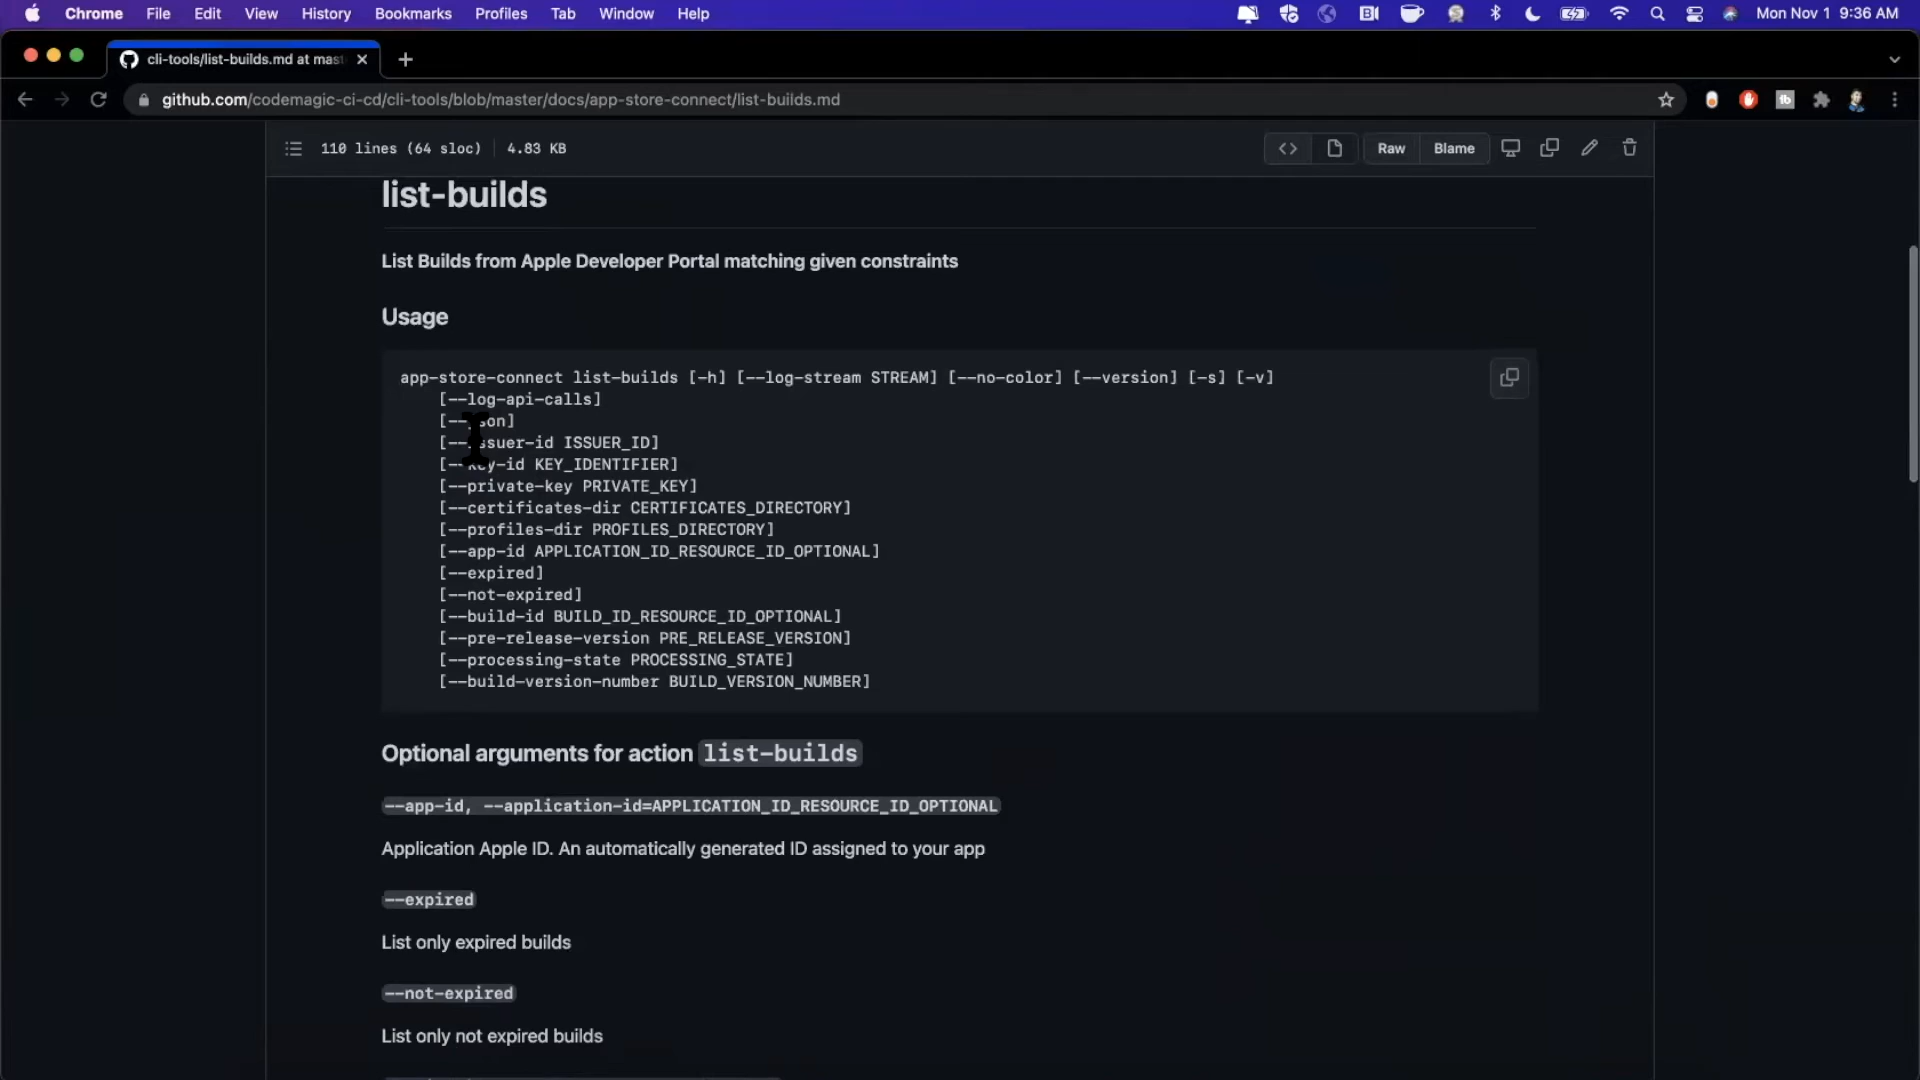 Chrome File Edit View History Bookmarks Profiles Tab Window Help Mon Nov 1 9:36 AM
cli-tools/list-builds.md at mast
github.com/codemagic-ci-cd/cli-tools/blob/master/docs/app-store-connect/list-builds.md
110 lines (64 sloc) 4.83 KB Raw Blame
list-builds
List Builds from Apple Developer Portal matching given constraints
Usage
app-store-connect list-builds [-h] [--log-stream STREAM] [--no-color] [--version] [-s] [-v]
[--log-api-calls]
[--json]
[--issuer-id ISSUER_ID]
[--key-id KEY_IDENTIFIER]
[--private-key PRIVATE_KEY]
[--certificates-dir CERTIFICATES_DIRECTORY]
[--profiles-dir PROFILES_DIRECTORY]
[--app-id APPLICATION_ID_RESOURCE_ID_OPTIONAL]
[--expired]
[--not-expired]
[--build-id BUILD_ID_RESOURCE_ID_OPTIONAL]
[--pre-release-version PRE_RELEASE_VERSION]
[--processing-state PROCESSING_STATE]
[--build-version-number BUILD_VERSION_NUMBER]
Optional arguments for action list-builds
--app-id, --application-id=APPLICATION_ID_RESOURCE_ID_OPTIONAL
Application Apple ID. An automatically generated ID assigned to your app
--expired
List only expired builds
--not-expired
List only not expired builds